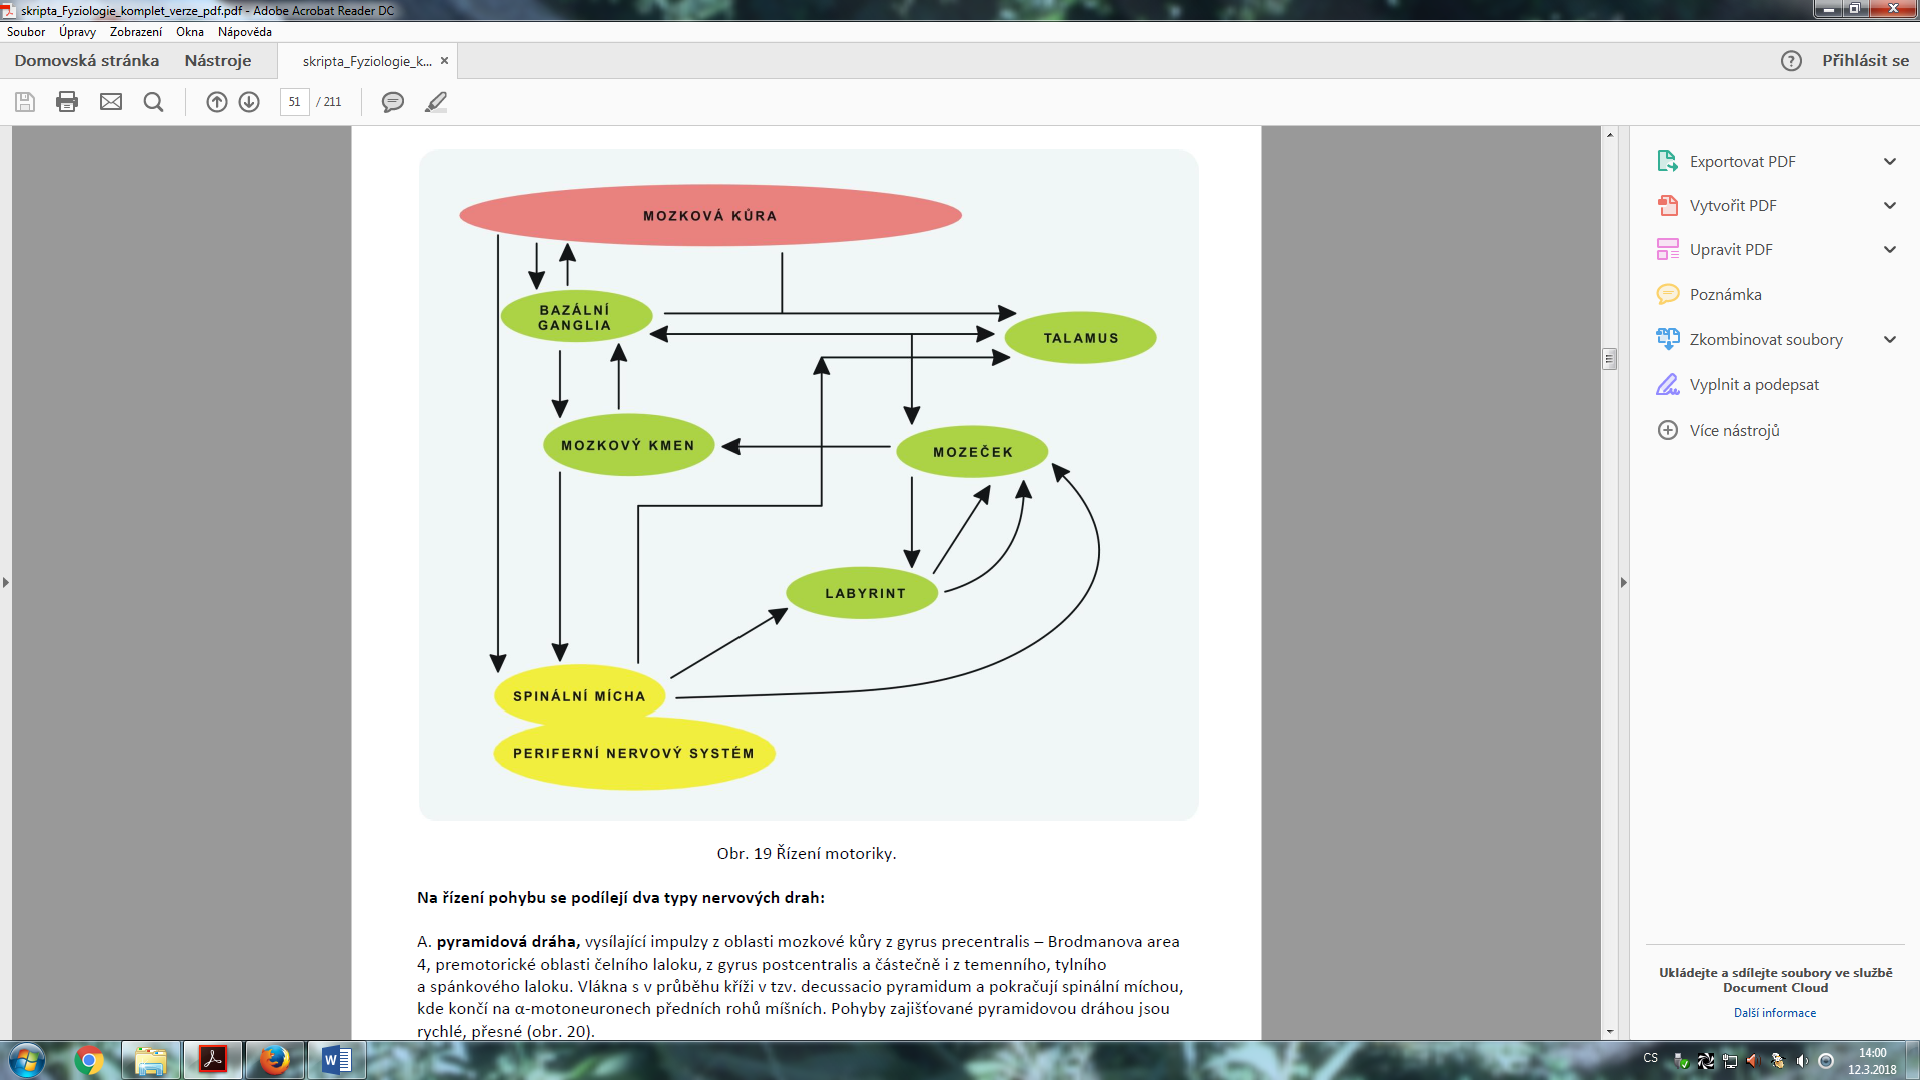 skripta_Fyziologie_komplet_verze_pdf.pdf - Adobe Acrobat Reader DC
Soubor Úpravy Zobrazení Okna Nápověda
Domovská stránka Nástroje skripta_Fyziologie_k... × ? Přihlásit se
51 / 211
MOZKOVÁ KŮRA
BAZÁLNÍ
GANGLIA
TALAMUS
MOZKOVÝ KMEN
MOZEČEK
LABYRINT
SPINÁLNÍ MÍCHA
PERIFERNÍ NERVOVÝ SYSTÉM
Obr. 19 Řízení motoriky.
Na řízení pohybu se podílejí dva typy nervových drah:
A. pyramidová dráha, vysílající impulzy z oblasti mozkové kůry z gyrus precentralis – Brodmanova area
4, premotorické oblasti čelního laloku, z gyrus postcentralis a částečně i z temenního, tylního
a spánkového laloku. Vlákna s v průběhu kříži v tzv. decussacio pyramidum a pokračují spinální míchou,
kde končí na α-motoneuronech předních rohů míšních. Pohyby zajišťované pyramidovou dráhou jsou
rychlé, přesné (obr. 20).
Exportovat PDF
Vytvořit PDF
Upravit PDF
Poznámka
Zkombinovat soubory
Vyplnit a podepsat
Více nástrojů
Ukládejte a sdílejte soubory ve službě
Document Cloud
Další informace
CS
14:00
12.3.2018